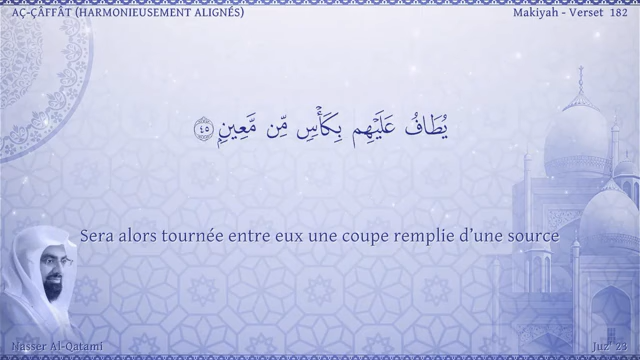 AÇ-ÇÂFFÂT (HARMONIEUSEMENT ALIGNÉS)
Makiyah - Verset 182
يُطَافُ عَلَيْهِم بِكَأْسٍ مِّن مَّعِينٍ ٤٥
Sera alors tournée entre eux une coupe remplie d’une source
Nasser Al-Qatami
Juz' 23